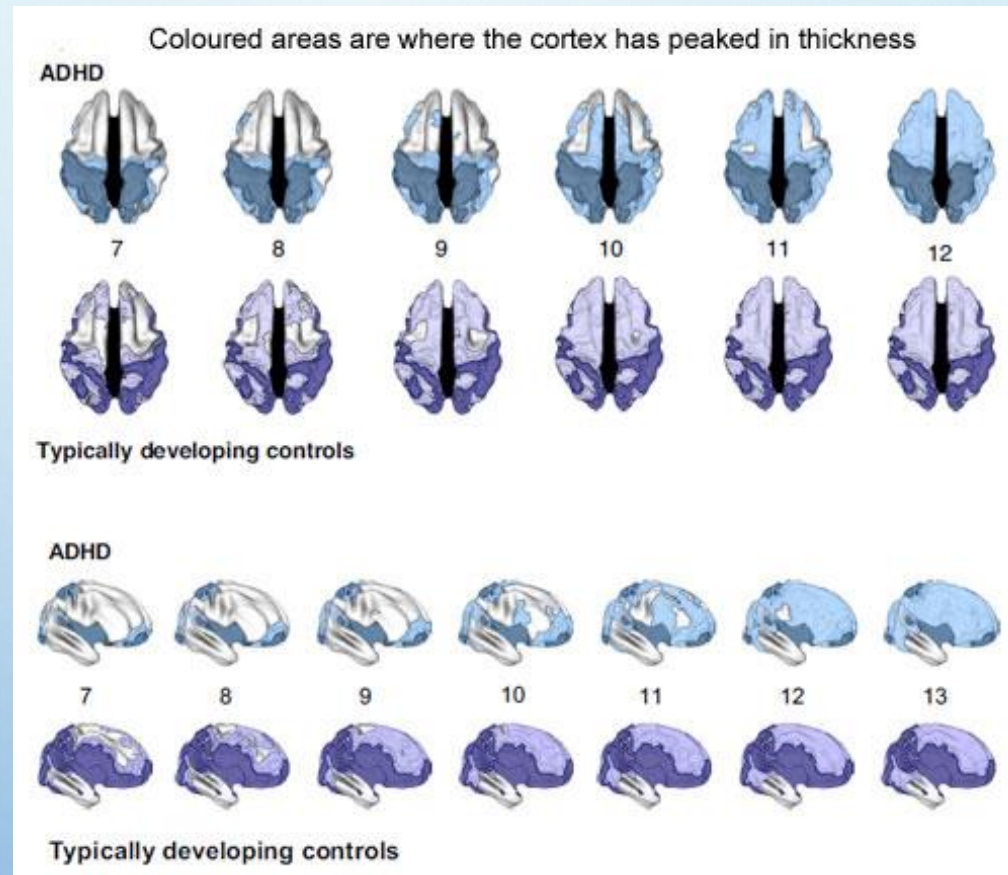 Coloured areas are where the cortex has peaked in thickness
ADHD
7 8 9 10 11 12
Typically developing controls
ADHD
7 8 9 10 11 12 13
Typically developing controls